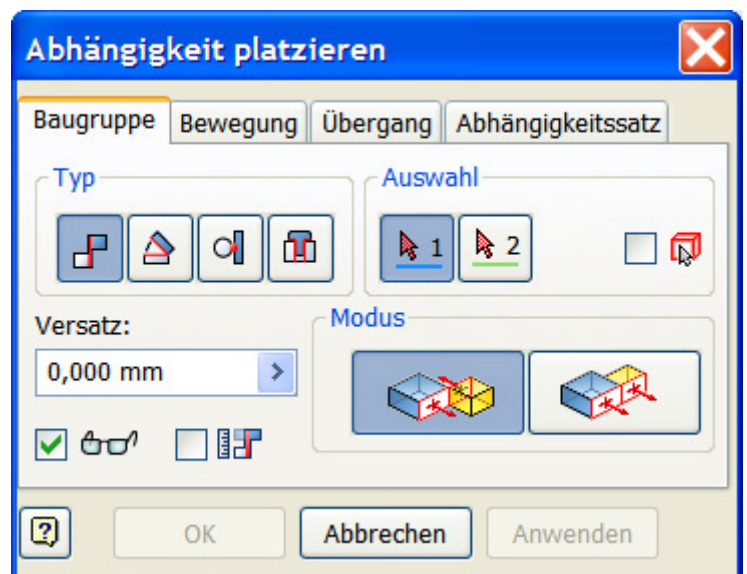 Abhängigkeit platzieren
Baugruppe Bewegung Übergang Abhängigkeitssatz
Typ Auswahl
1 2
Versatz: Modus
0,000 mm
? OK Abbrechen Anwenden